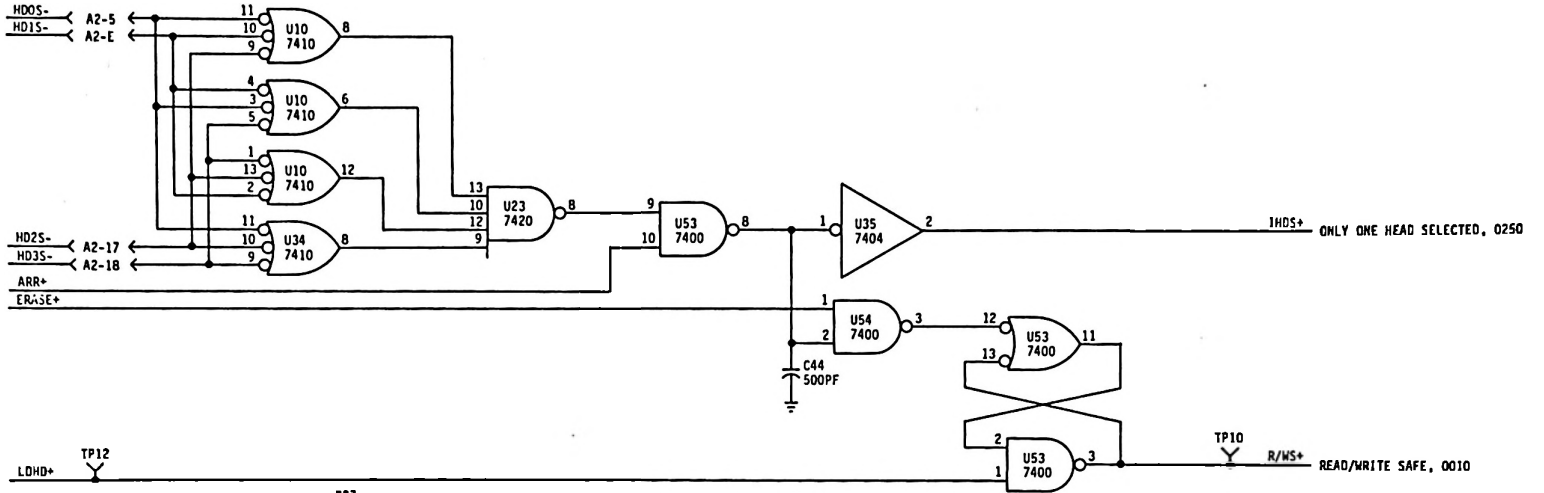 HD0S- A2-5
HD1S- A2-E
11
10
9
U10
7410
8
4
3
5
U10
7410
6
1
13
2
U10
7410
12
11
10
9
U34
7410
8
HD2S- A2-17
HD3S- A2-18
ARR+
ERASE+
13
10
12
9
U23
7420
8
9
10
U53
7400
8
1
U35
7404
2
1HDS+ ONLY ONE HEAD SELECTED, 0250
1
2
U54
7400
3
C44
500PF
12
13
U53
7400
11
LDHD+
TP12
2
1
U53
7400
3
TP10
R/WS+ READ/WRITE SAFE, 0010